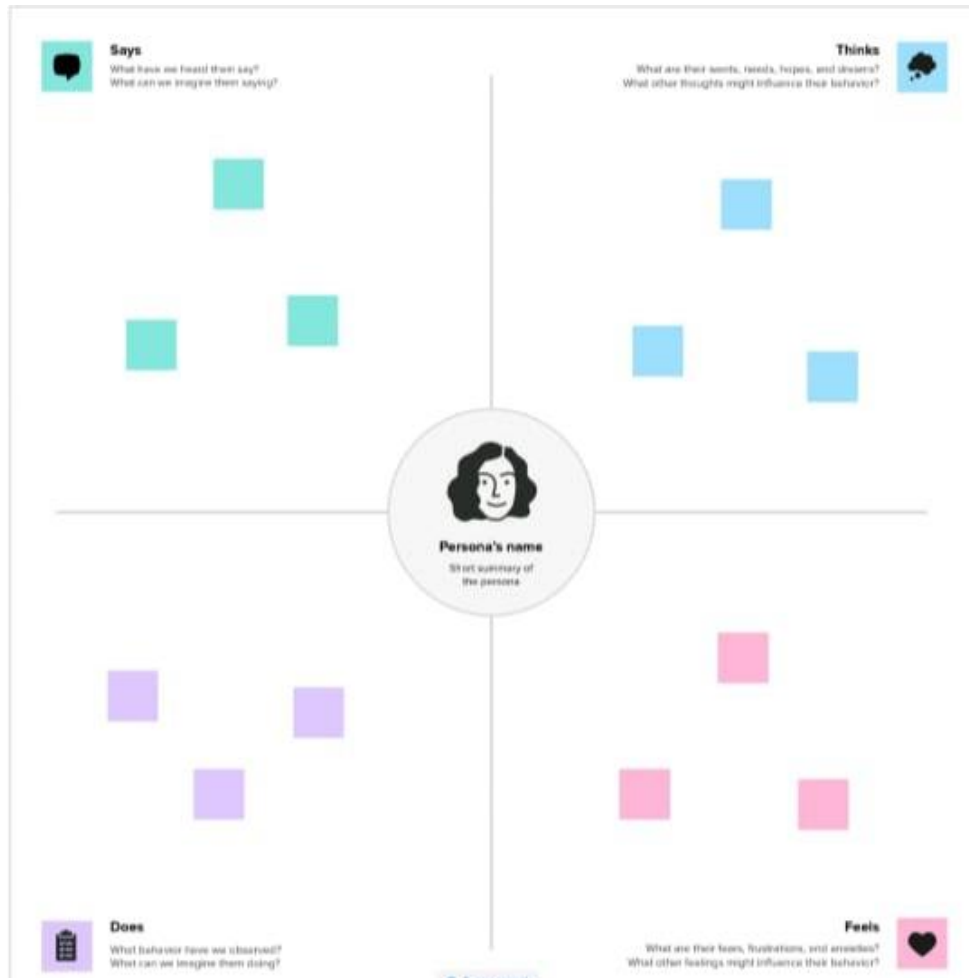 Says
What have we heard them say?
What can we imagine them saying?
Thinks
What are their wants, needs, hopes, and dreams?
What other thoughts might influence their behavior?
Persona's name
Short summary of
the persona
Does
What behavior have we observed?
What can we imagine them doing?
Feels
What are their fears, frustrations, and anxieties?
What other feelings might influence their behavior?